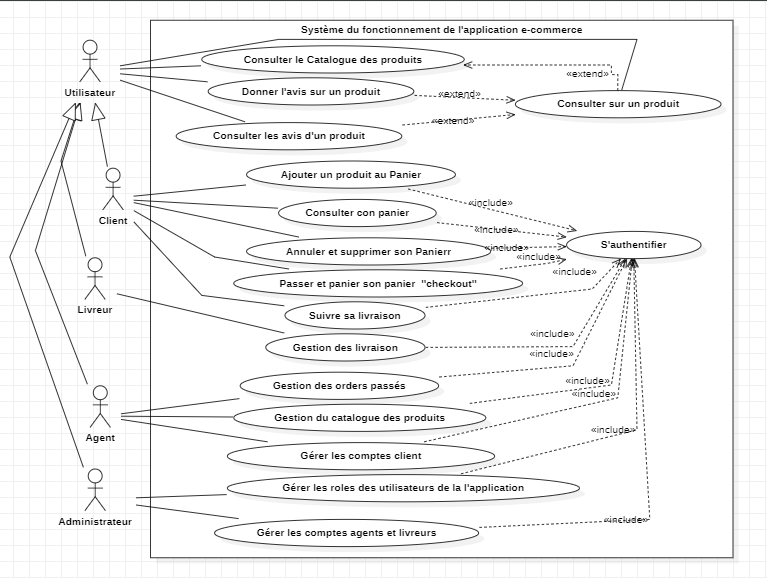 Système du fonctionnement de l'application e-commerce
Utilisateur
Consulter le Catalogue des produits
«extend»
Donner l'avis sur un produit
«extend»
Consulter sur un produit
«extend»
Consulter les avis d'un produit
Client
Ajouter un produit au Panier
«include»
Consulter con panier
«include»
S'authentifier
Annuler et supprimer son Panierr
«include»
«include»
Passer et panier son panier "checkout"
«include»
Livreur
Suivre sa livraison
«include»
Gestion des livraison
«include»
Agent
Gestion des orders passés
«include»
Gestion du catalogue des produits
«include»
Gérer les comptes client
«include»
Administrateur
Gérer les roles des utilisateurs de la l'application
«include»
Gérer les comptes agents et livreurs